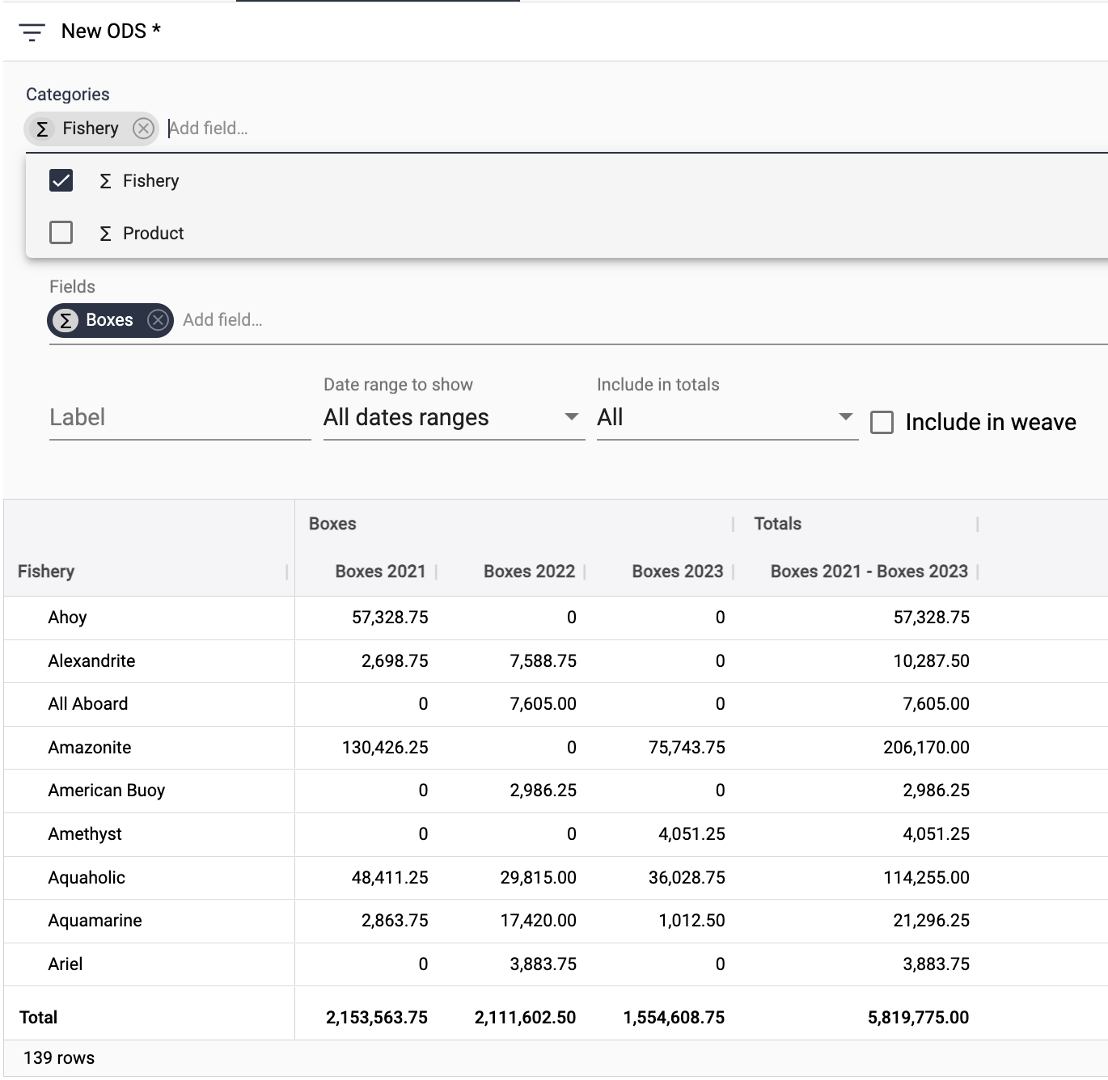 New ODS *
Categories
Σ Fishery Add field...
Σ Fishery
Σ Product
Fields
Σ Boxes Add field...
Date range to show Include in totals
Label All dates ranges All Include in weave
Boxes Totals
Fishery Boxes 2021 Boxes 2022 Boxes 2023 Boxes 2021 - Boxes 2023
Ahoy 57,328.75 0 0 57,328.75
Alexandrite 2,698.75 7,588.75 0 10,287.50
All Aboard 0 7,605.00 0 7,605.00
Amazonite 130,426.25 0 75,743.75 206,170.00
American Buoy 0 2,986.25 0 2,986.25
Amethyst 0 0 4,051.25 4,051.25
Aquaholic 48,411.25 29,815.00 36,028.75 114,255.00
Aquamarine 2,863.75 17,420.00 1,012.50 21,296.25
Ariel 0 3,883.75 0 3,883.75
Total 2,153,563.75 2,111,602.50 1,554,608.75 5,819,775.00
139 rows